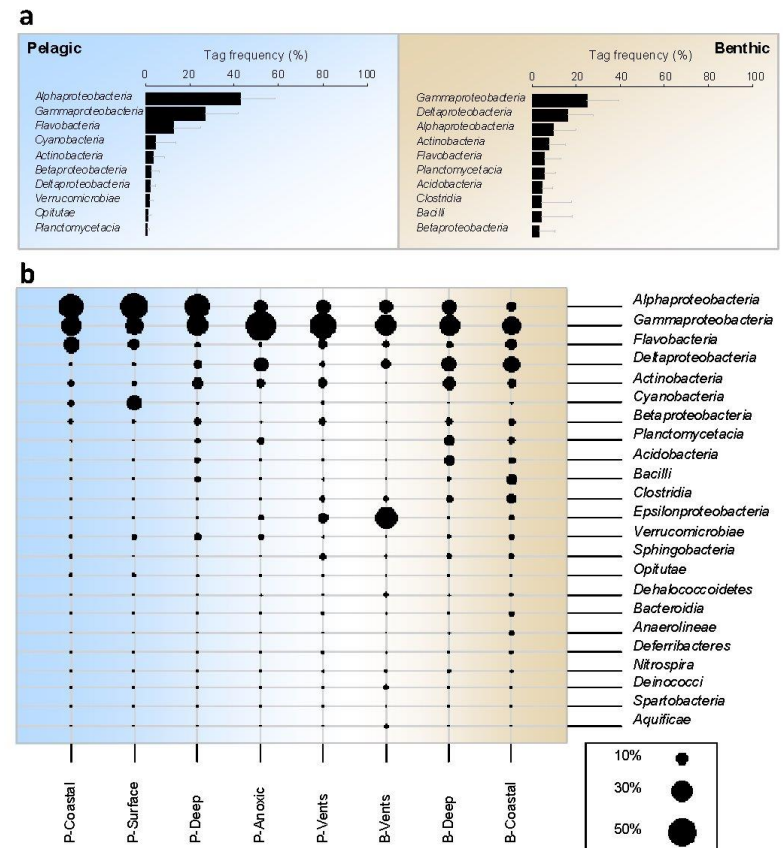 a
Pelagic
Tag frequency (%)
0 20 40 60 80 100
Alphaproteobacteria
Gammaproteobacteria
Flavobacteria
Cyanobacteria
Actinobacteria
Betaproteobacteria
Deltaproteobacteria
Verrucomicrobiae
Opitutae
Planctomycetacia
Benthic
Tag frequency (%)
0 20 40 60 80 100
Gammaproteobacteria
Deltaproteobacteria
Alphaproteobacteria
Actinobacteria
Flavobacteria
Planctomycetacia
Acidobacteria
Clostridia
Bacilli
Betaproteobacteria
b
Alphaproteobacteria
Gammaproteobacteria
Flavobacteria
Deltaproteobacteria
Actinobacteria
Cyanobacteria
Betaproteobacteria
Planctomycetacia
Acidobacteria
Bacilli
Clostridia
Epsilonproteobacteria
Verrucomicrobiae
Sphingobacteria
Opitutae
Dehalococcoidetes
Bacteroidia
Anaerolineae
Deferribacteres
Nitrospira
Deinococci
Spartobacteria
Aquificae
P-Coastal
P-Surface
P-Deep
P-Anoxic
P-Vents
B-Vents
B-Deep
B-Coastal
10%
30%
50%